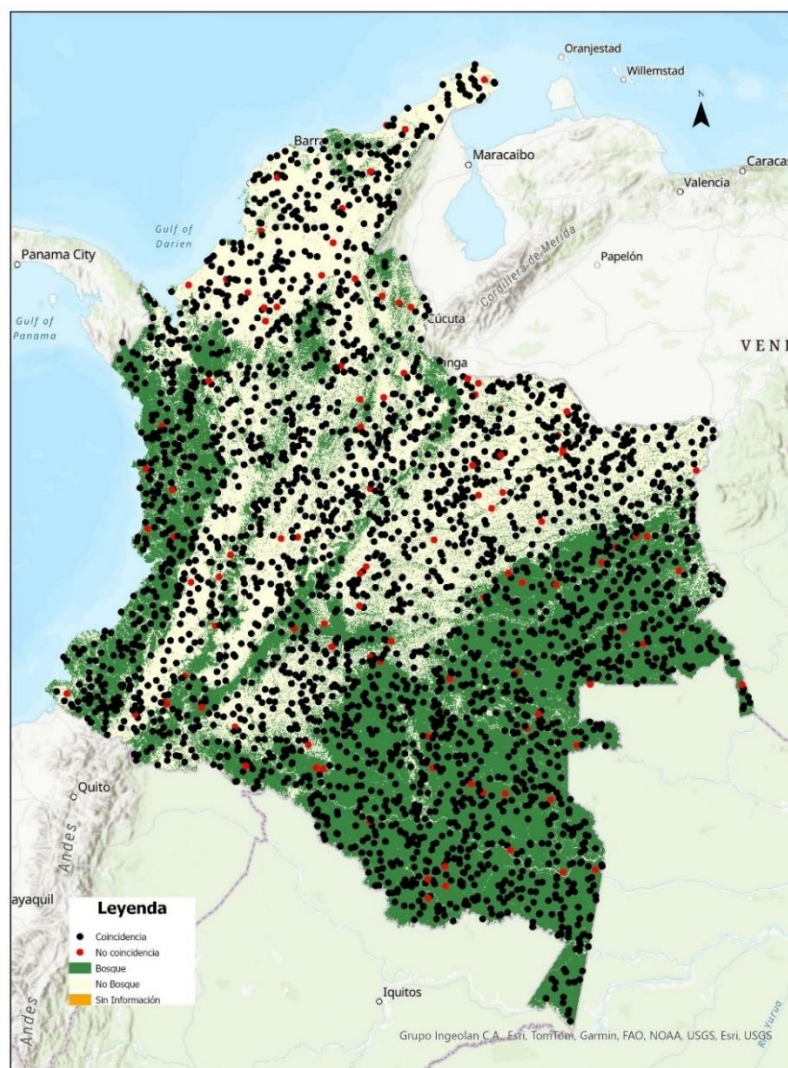 Oranjestad
Willemstad
N
Barra
Maracaibo
Caracas
Valencia
Gulf of
Darien
Panama City
Papelón
Cordillera de Merida
Gulf of
Panama
Cúcuta
VENE
anga
Quito
Andes
ayaquil
Leyenda
Coincidencia
No coincidencia
Bosque
No Bosque
Sin Información
Iquitos
Andes
Grupo Ingeolan C.A., Esri, TomTom, Garmin, FAO, NOAA, USGS, Esri, USGS